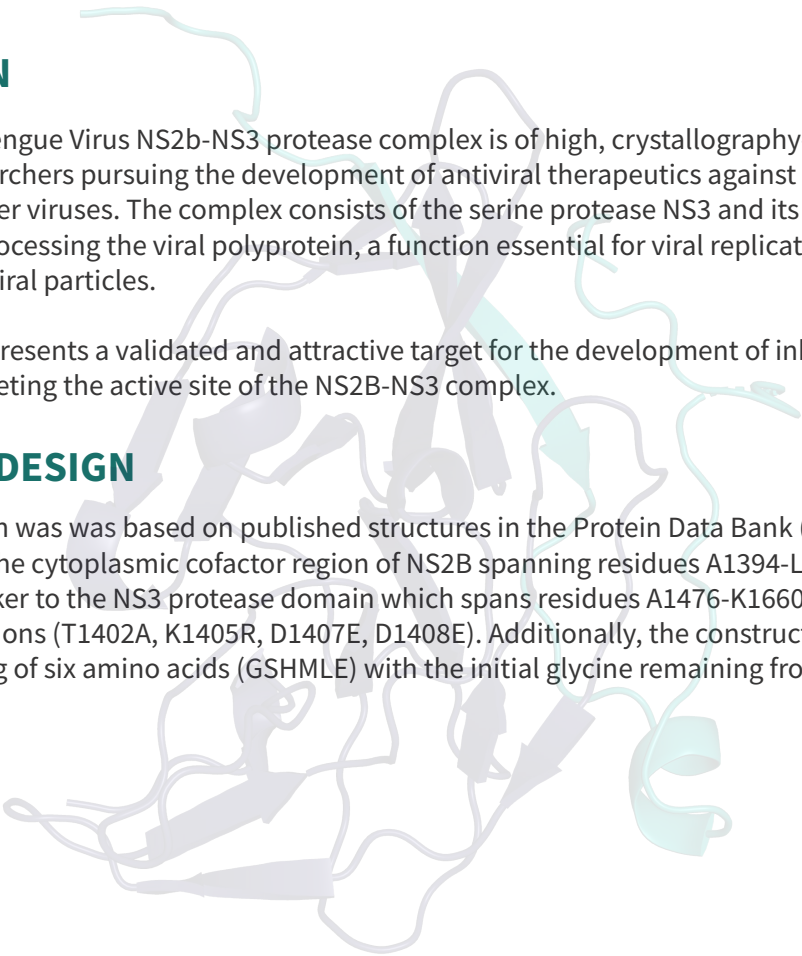 N
engue Virus NS2b-NS3 protease complex is of high, crystallography
rchers pursuing the development of antiviral therapeutics against
er viruses. The complex consists of the serine protease NS3 and its
ocessing the viral polyprotein, a function essential for viral replicat
iral particles.
resents a validated and attractive target for the development of inl
eting the active site of the NS2B-NS3 complex.
DESIGN
n was was based on published structures in the Protein Data Bank (
he cytoplasmic cofactor region of NS2B spanning residues A1394-L
ker to the NS3 protease domain which spans residues A1476-K1660
ions (T1402A, K1405R, D1407E, D1408E). Additionally, the construct
g of six amino acids (GSHMLE) with the initial glycine remaining fro